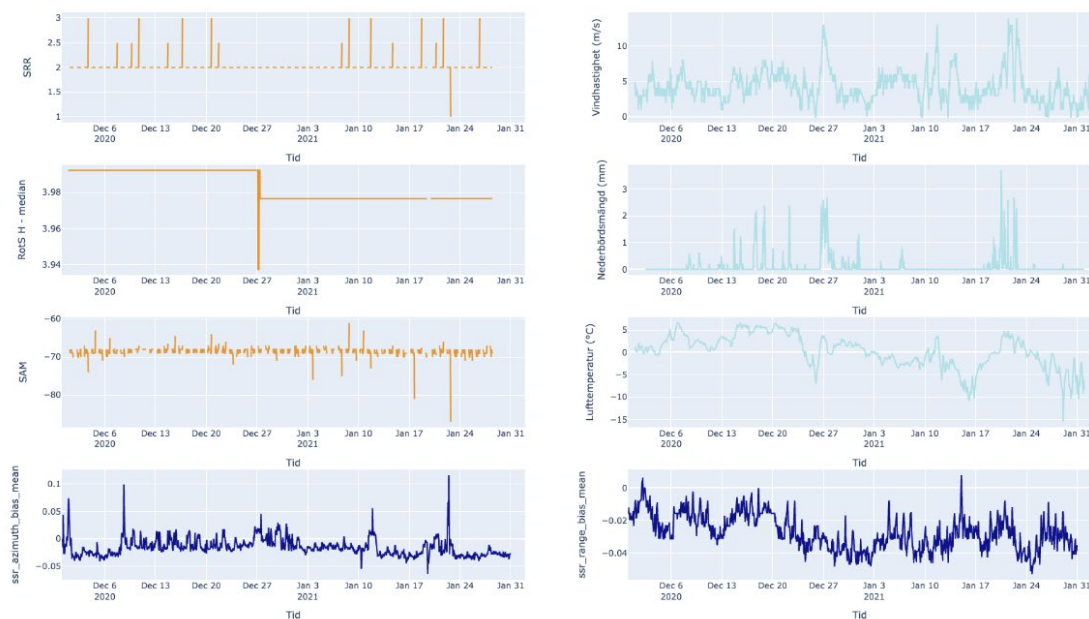 SRR
3
2.5
2
1.5
1
Dec 6
2020
Dec 13
Dec 20
Dec 27
Jan 3
2021
Jan 10
Jan 17
Jan 24
Jan 31
Tid
Vindhastighet (m/s)
10
5
0
Dec 6
2020
Dec 13
Dec 20
Dec 27
Jan 3
2021
Jan 10
Jan 17
Jan 24
Jan 31
Tid
RotS H - median
3.98
3.96
3.94
Dec 6
2020
Dec 13
Dec 20
Dec 27
Jan 3
2021
Jan 10
Jan 17
Jan 24
Jan 31
Tid
Nederbördsmängd (mm)
3
2
1
0
Dec 6
2020
Dec 13
Dec 20
Dec 27
Jan 3
2021
Jan 10
Jan 17
Jan 24
Jan 31
Tid
SAM
−60
−70
−80
Dec 6
2020
Dec 13
Dec 20
Dec 27
Jan 3
2021
Jan 10
Jan 17
Jan 24
Jan 31
Tid
Lufttemperatur (°C)
5
0
−5
−10
−15
Dec 6
2020
Dec 13
Dec 20
Dec 27
Jan 3
2021
Jan 10
Jan 17
Jan 24
Jan 31
Tid
ssr_azimuth_bias_mean
0.1
0.05
0
−0.05
Dec 6
2020
Dec 13
Dec 20
Dec 27
Jan 3
2021
Jan 10
Jan 17
Jan 24
Jan 31
Tid
ssr_range_bias_mean
0
−0.02
−0.04
Dec 6
2020
Dec 13
Dec 20
Dec 27
Jan 3
2021
Jan 10
Jan 17
Jan 24
Jan 31
Tid